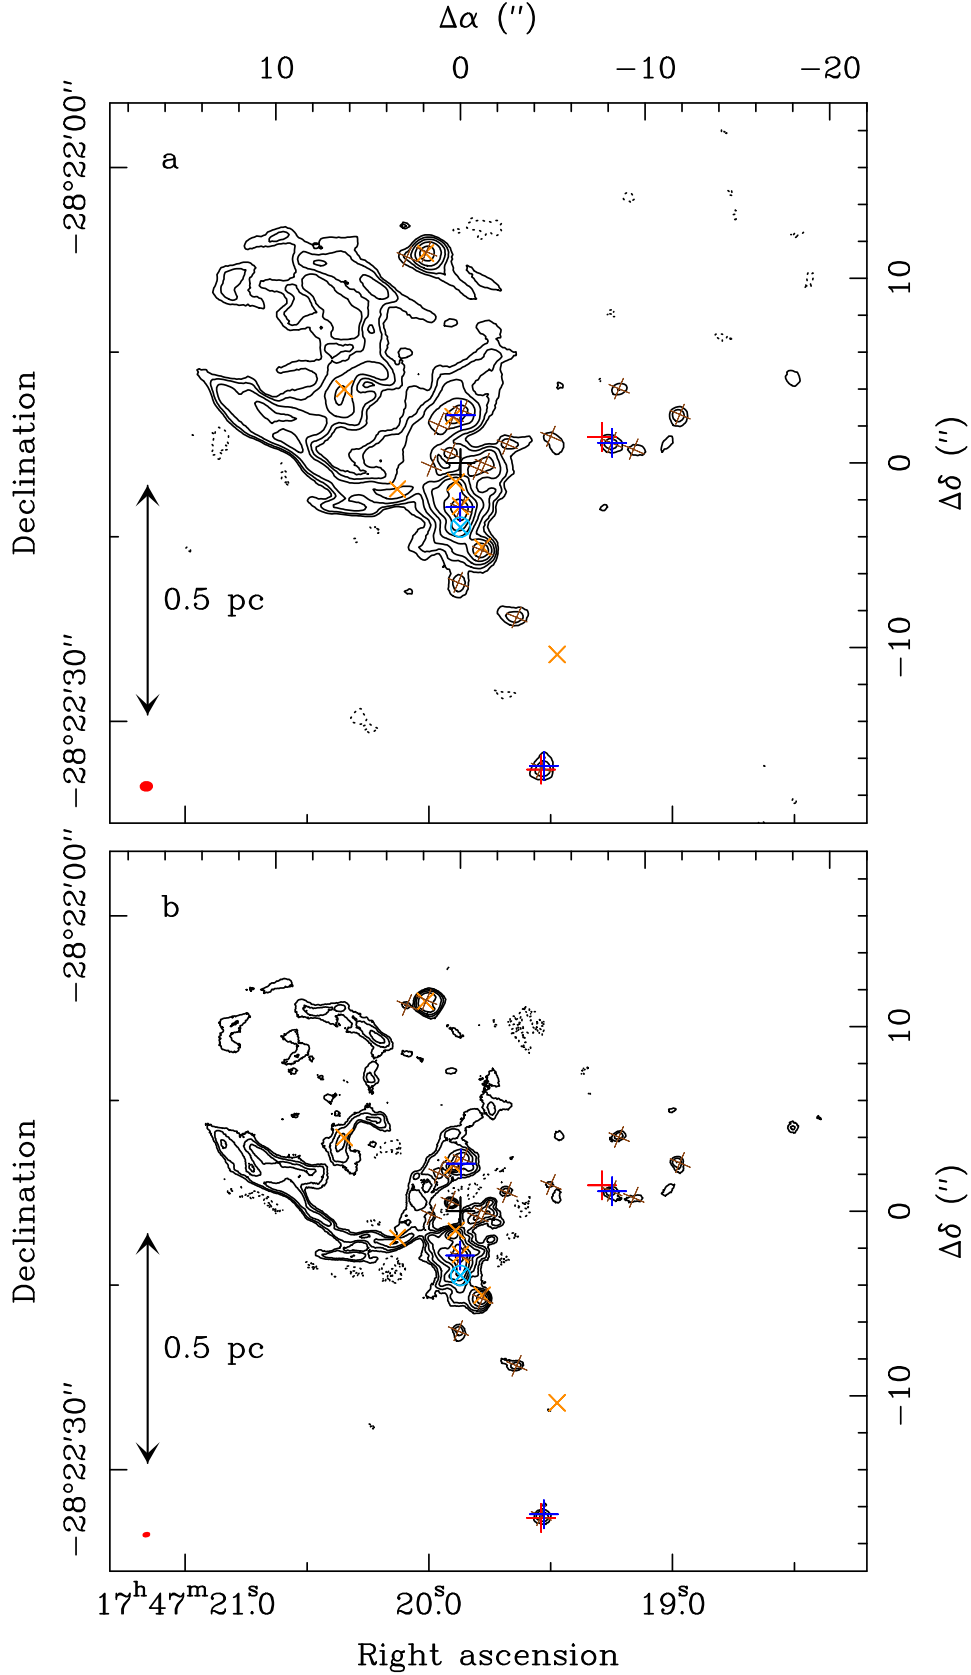 Δα (″)
10 0 −10 −20
−28°22′00″
a
10
0
−10
Declination
Δδ (″)
0.5 pc
−28°22′30″
−28°22′00″
b
10
0
−10
Declination
Δδ (″)
0.5 pc
−28°22′30″
17ʰ47ᵐ21ˢ.0 20ˢ.0 19ˢ.0
Right ascension